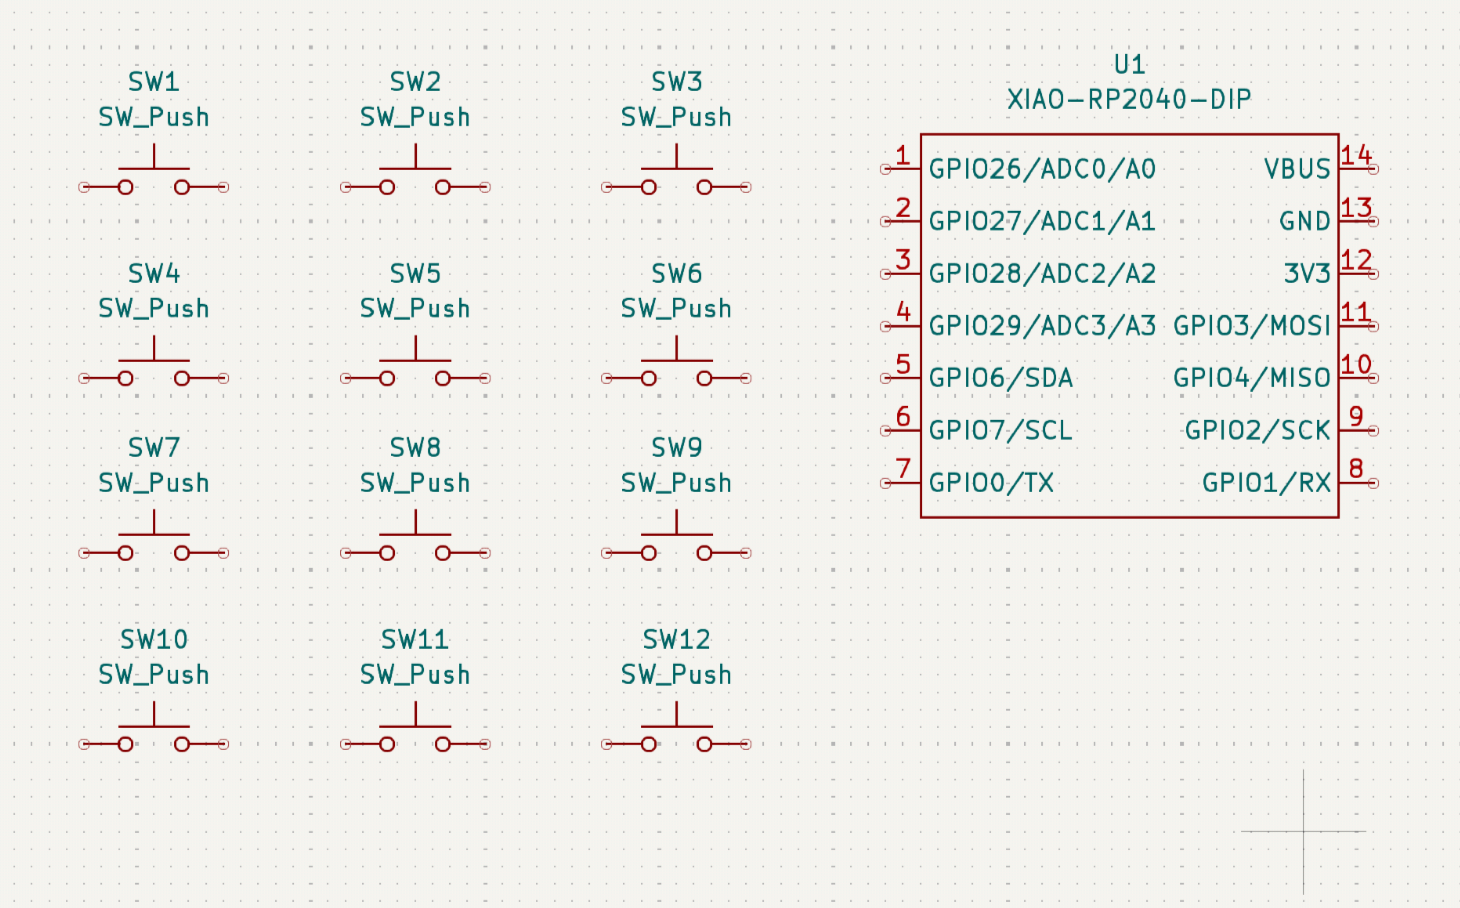 SW1
SW_Push
SW2
SW_Push
SW3
SW_Push
SW4
SW_Push
SW5
SW_Push
SW6
SW_Push
SW7
SW_Push
SW8
SW_Push
SW9
SW_Push
SW10
SW_Push
SW11
SW_Push
SW12
SW_Push
U1
XIAO-RP2040-DIP
1 GPIO26/ADC0/A0 VBUS 14
2 GPIO27/ADC1/A1 GND 13
3 GPIO28/ADC2/A2 3V3 12
4 GPIO29/ADC3/A3 GPIO3/MOSI 11
5 GPIO6/SDA GPIO4/MISO 10
6 GPIO7/SCL GPIO2/SCK 9
7 GPIO0/TX GPIO1/RX 8